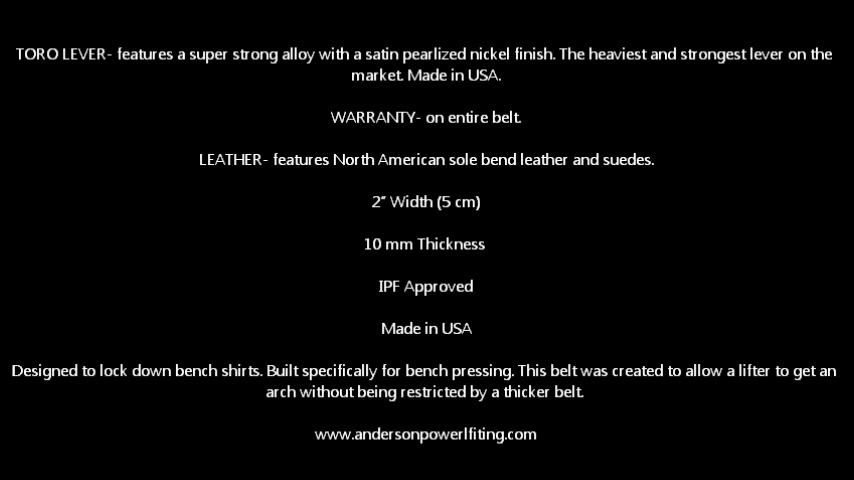 TORO LEVER- features a super strong alloy with a satin pearlized nickel finish. The heaviest and strongest lever on the
market. Made in USA.
WARRANTY- on entire belt.
LEATHER- features North American sole bend leather and suedes.
2" Width (5 cm)
10 mm Thickness
IPF Approved
Made in USA
Designed to lock down bench shirts. Built specifically for bench pressing. This belt was created to allow a lifter to get an
arch without being restricted by a thicker belt.
www.andersonpowerlfiting.com